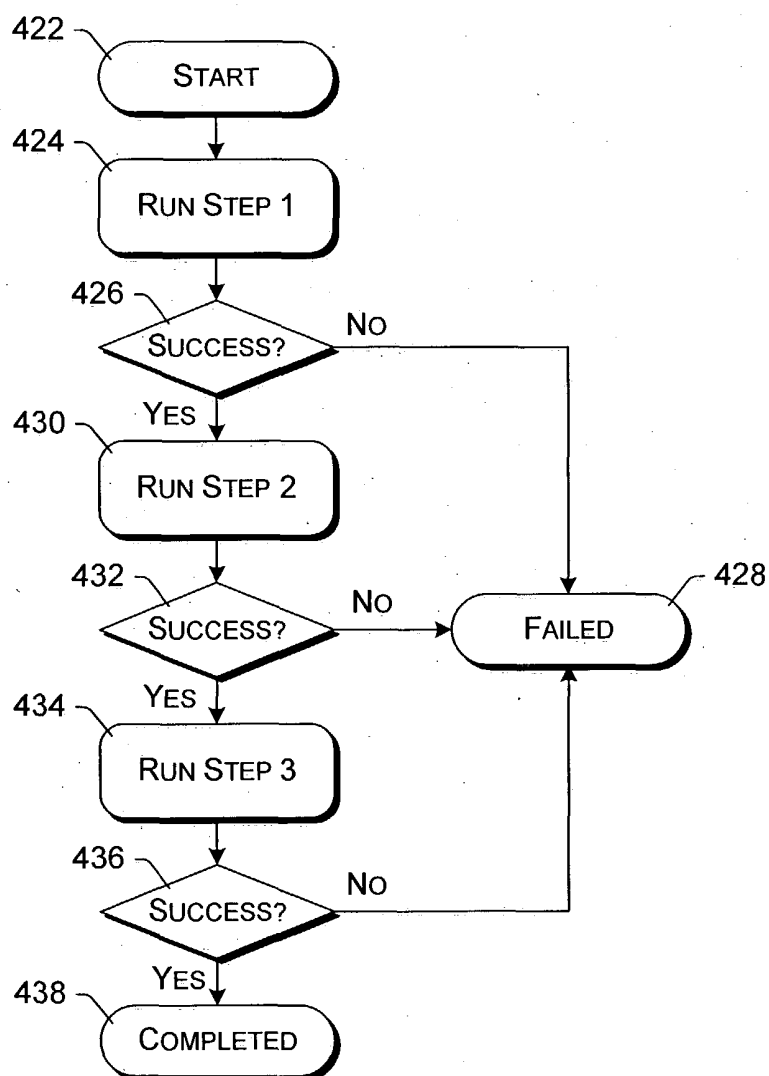 422
START
424
RUN STEP 1
426
SUCCESS?
NO
YES
430
RUN STEP 2
432
SUCCESS?
NO
428
FAILED
YES
434
RUN STEP 3
436
SUCCESS?
NO
YES
438
COMPLETED